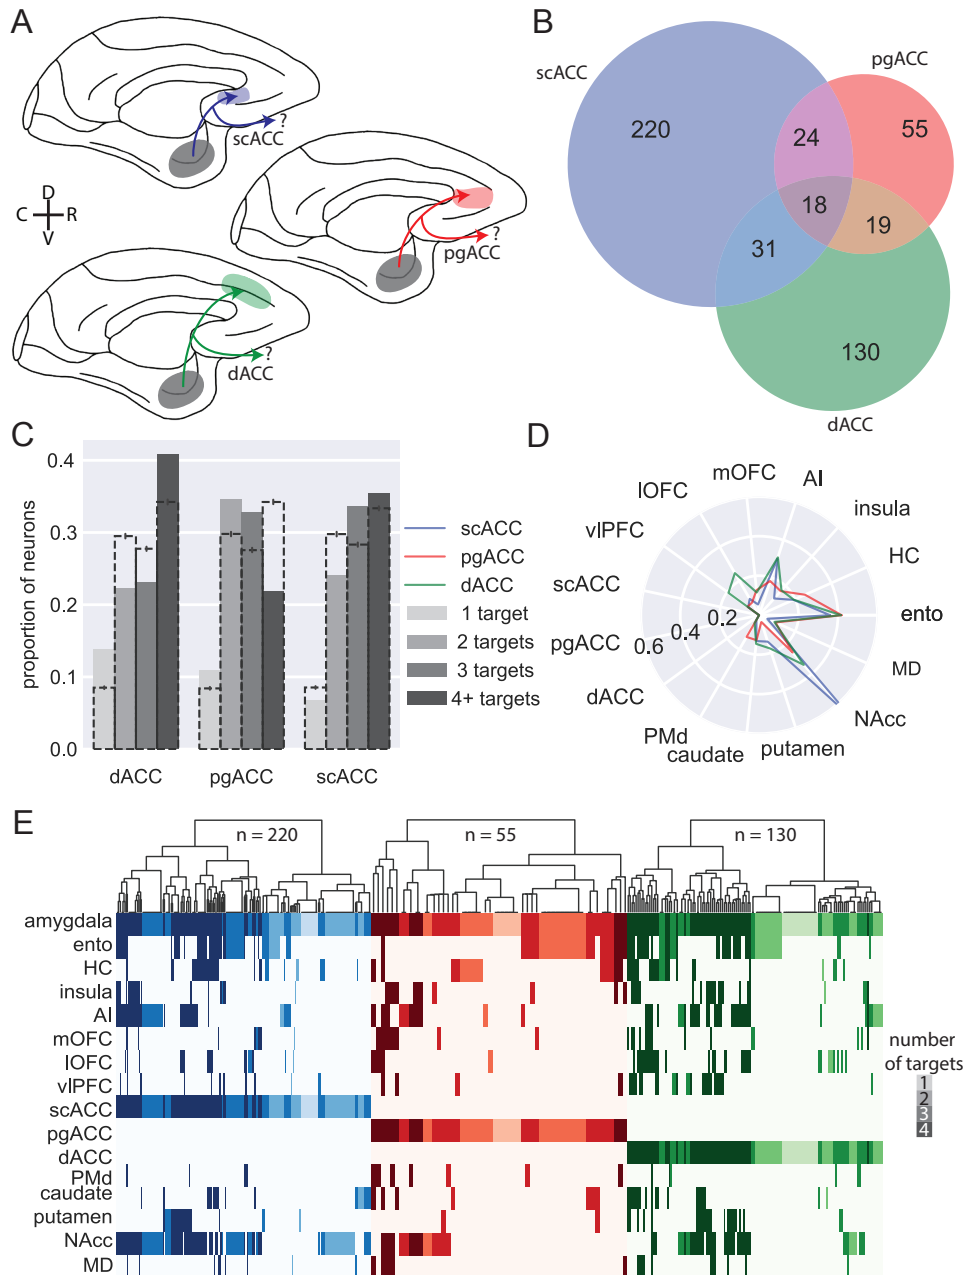 A
?
scACC
D
C R
V
?
pgACC
?
dACC
B
scACC
pgACC
220
24
55
18
31
19
130
dACC
C
proportion of neurons
0.4
0.3
0.2
0.1
0.0
dACC pgACC scACC
scACC
pgACC
dACC
1 target
2 targets
3 targets
4+ targets
D
mOFC
AI
lOFC
insula
vlPFC
HC
scACC
ento
0.2
0.4
0.6
pgACC
MD
dACC
NAcc
PMd
caudate
putamen
E
n = 220
n = 55
n = 130
amygdala
ento
HC
insula
AI
mOFC
lOFC
vlPFC
scACC
pgACC
dACC
PMd
caudate
putamen
NAcc
MD
number
of targets
1
2
3
4